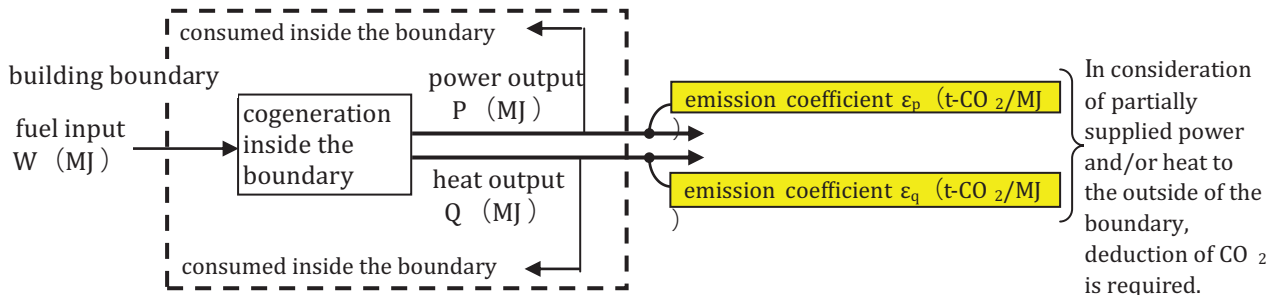 consumed inside the boundary
building boundary
fuel input
W （MJ）
cogeneration
inside the
boundary
power output
P （MJ）
heat output
Q （MJ）
consumed inside the boundary
emission coefficient εp （t-CO 2/MJ
）
emission coefficient εq （t-CO 2/MJ
）
In consideration
of partially
supplied power
and/or heat to
the outside of the
boundary,
deduction of CO 2
is required.